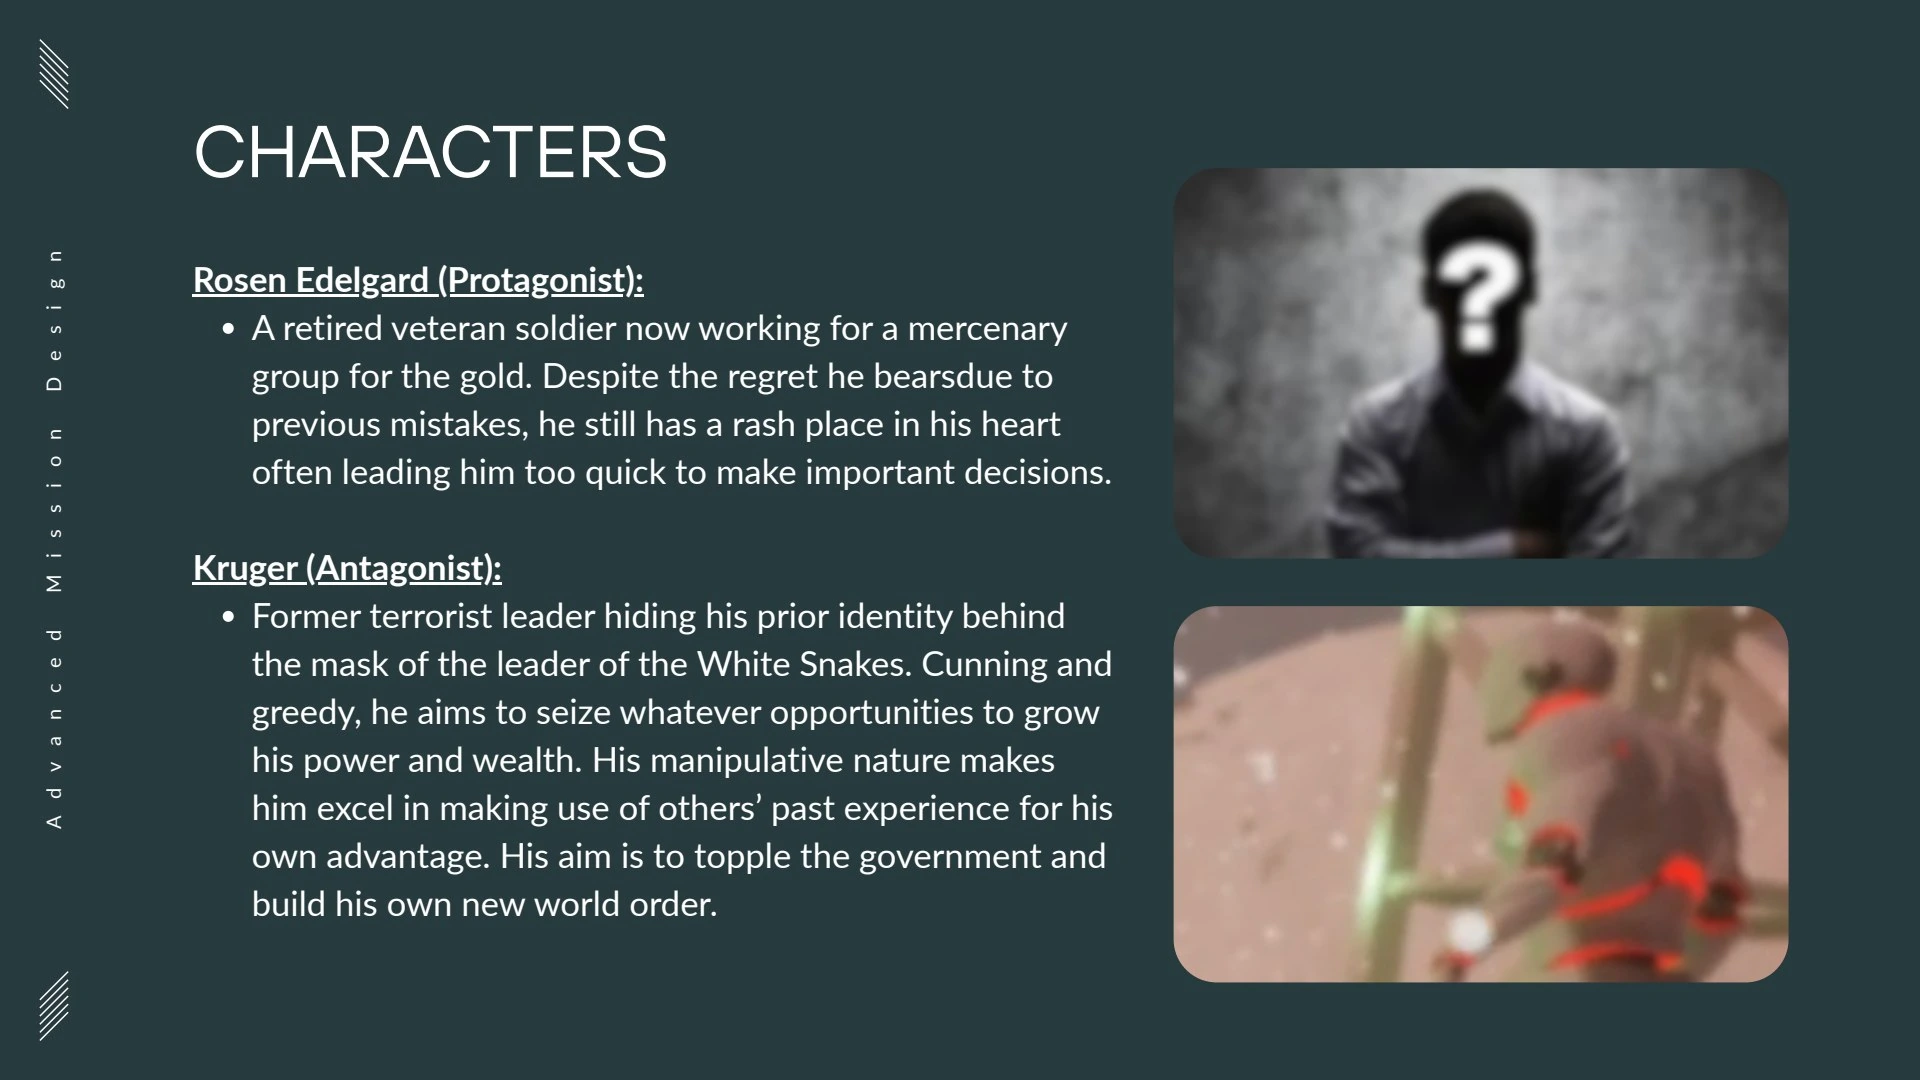 CHARACTERS
Rosen Edelgard (Protagonist):
• A retired veteran soldier now working for a mercenary
group for the gold. Despite the regret he bearsdue to
previous mistakes, he still has a rash place in his heart
often leading him too quick to make important decisions.
Kruger (Antagonist):
• Former terrorist leader hiding his prior identity behind
the mask of the leader of the White Snakes. Cunning and
greedy, he aims to seize whatever opportunities to grow
his power and wealth. His manipulative nature makes
him excel in making use of others’ past experience for his
own advantage. His aim is to topple the government and
build his own new world order.
Advanced Mission Design
?